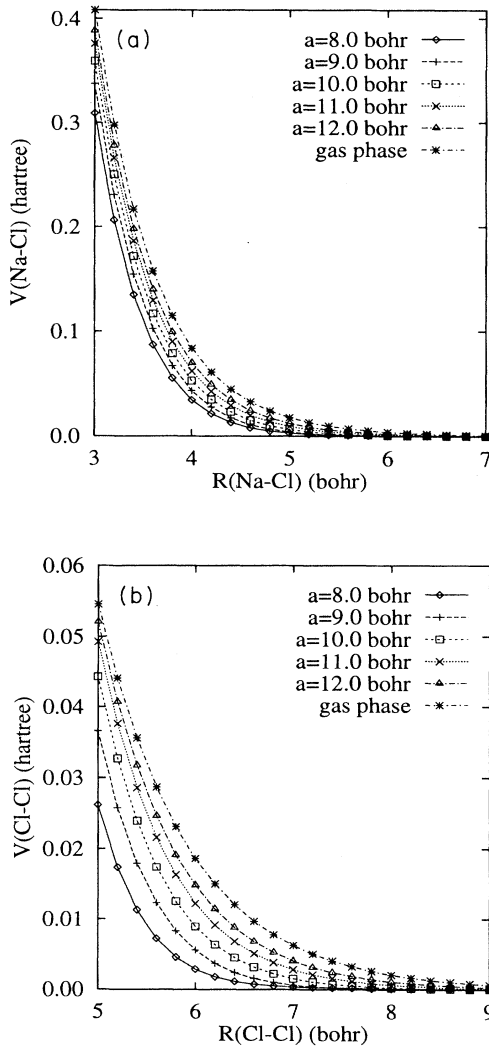 (a)
a=8.0 bohr
a=9.0 bohr
a=10.0 bohr
a=11.0 bohr
a=12.0 bohr
gas phase
V(Na-Cl) (hartree)
0.4
0.3
0.2
0.1
0.0
3 4 5 6 7
R(Na-Cl) (bohr)
(b)
a=8.0 bohr
a=9.0 bohr
a=10.0 bohr
a=11.0 bohr
a=12.0 bohr
gas phase
V(Cl-Cl) (hartree)
0.06
0.05
0.04
0.03
0.02
0.01
0.00
5 6 7 8 9
R(Cl-Cl) (bohr)